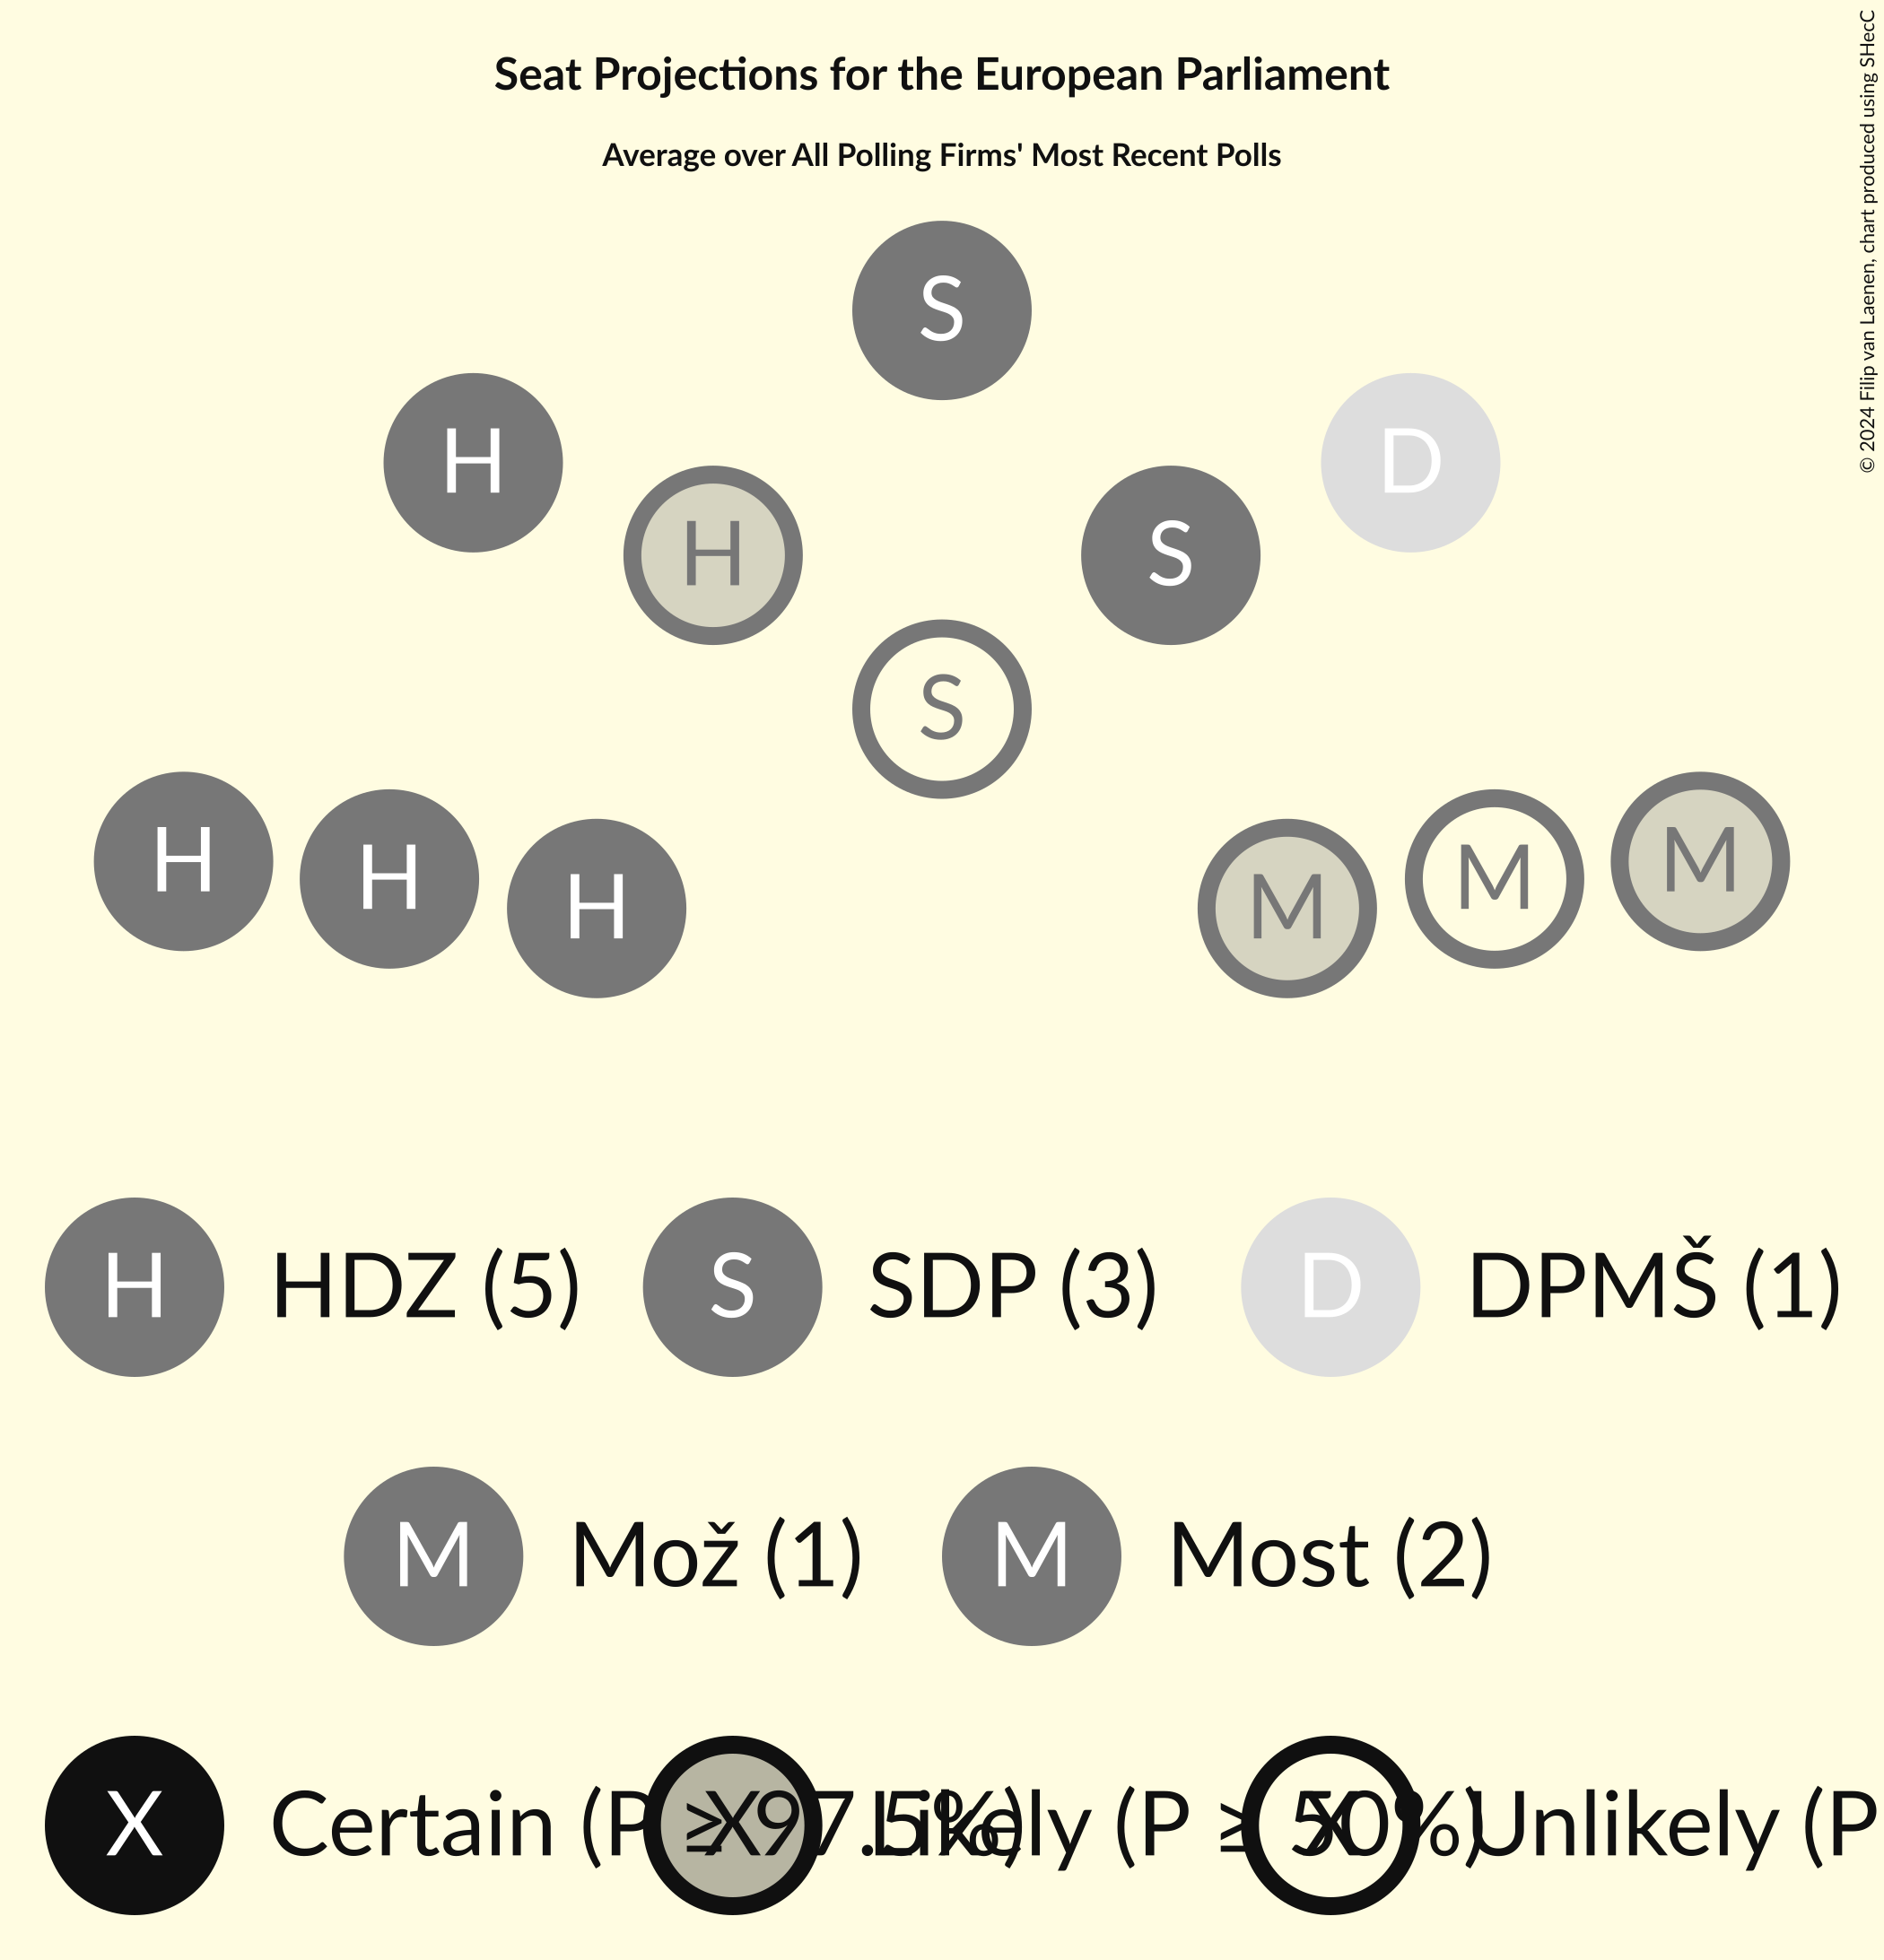 Seat Projections for the European Parliament
Average over All Polling Firms' Most Recent Polls
© 2024 Filip van Laenen, chart produced using SHecC
S
H
D
H
S
S
H
H
H
M
M
M
H HDZ (5)
S SDP (3)
D DPMŠ (1)
M Mož (1)
M Most (2)
X Certain (P ≥ 97.5%)
X Likely (P ≥ 50%)
X Unlikely (P